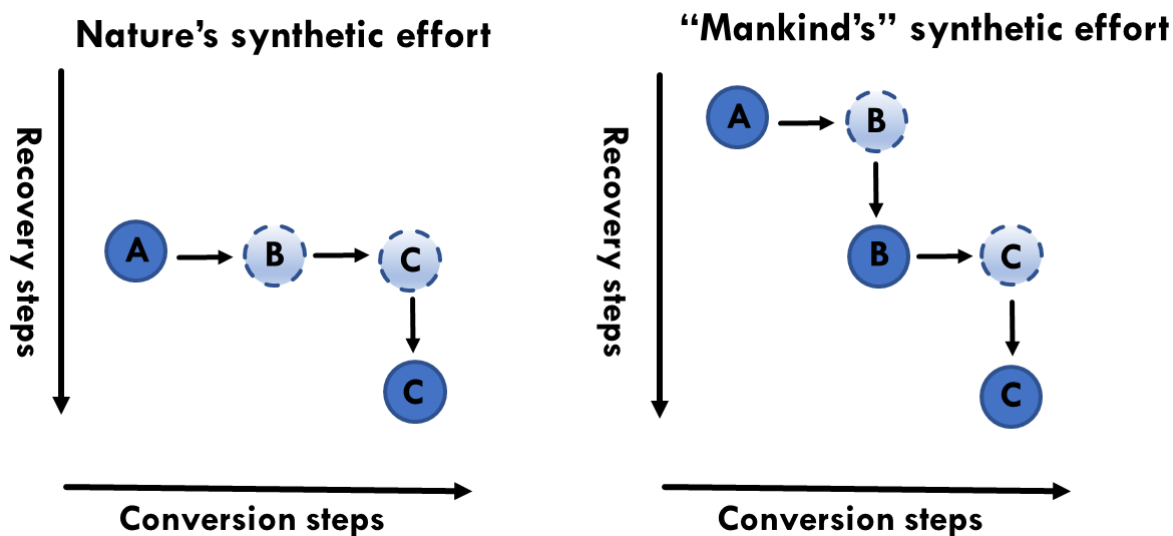 Nature's synthetic effort
Recovery steps
A
B
C
C
Conversion steps
“Mankind's” synthetic effort
Recovery steps
A
B
B
C
C
Conversion steps